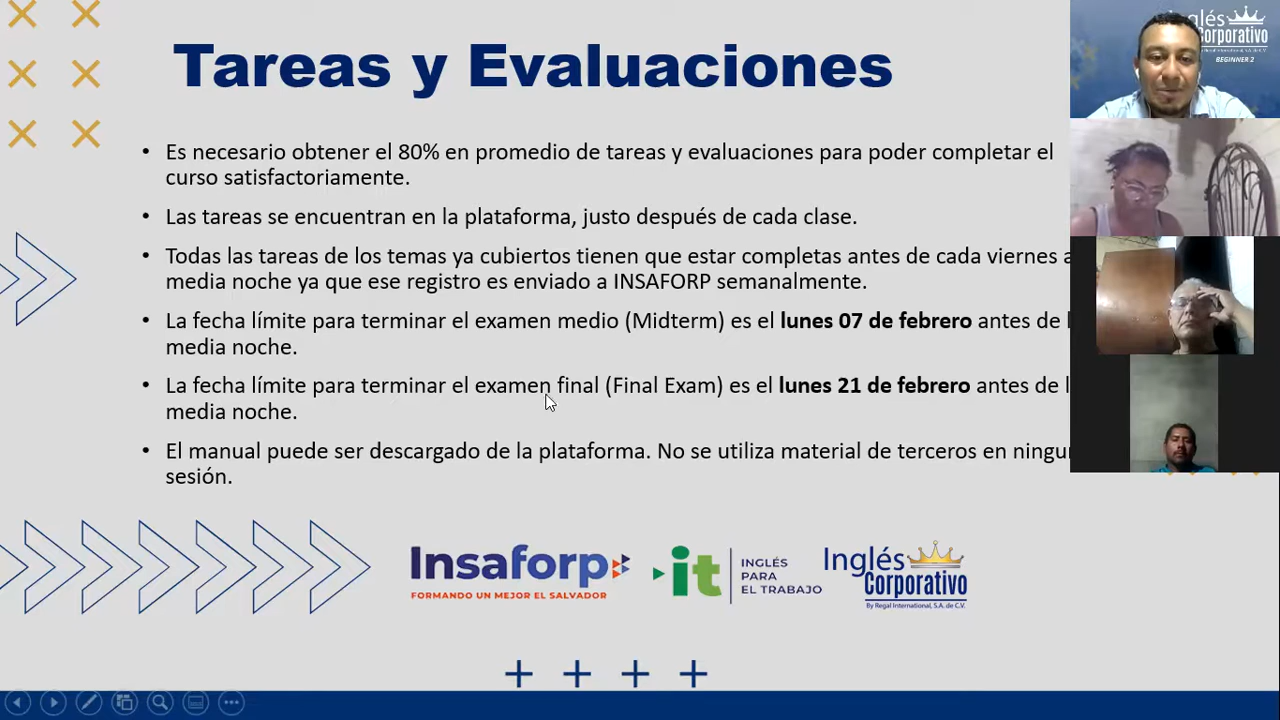 Tareas y Evaluaciones
• Es necesario obtener el 80% en promedio de tareas y evaluaciones para poder completar el
curso satisfactoriamente.
• Las tareas se encuentran en la plataforma, justo después de cada clase.
• Todas las tareas de los temas ya cubiertos tienen que estar completas antes de cada viernes a
media noche ya que ese registro es enviado a INSAFORP semanalmente.
• La fecha límite para terminar el examen medio (Midterm) es el lunes 07 de febrero antes de
media noche.
• La fecha límite para terminar el examen final (Final Exam) es el lunes 21 de febrero antes de
media noche.
• El manual puede ser descargado de la plataforma. No se utiliza material de terceros en
sesión.
Insaforp
FORMANDO UN MEJOR EL SALVADOR
it
INGLÉS
PARA
EL TRABAJO
Inglés
Corporativo
By Regal International, S.A. de C.V.
Corporativo
By Regal International, S.A. de C.V.
BEGINNER 2